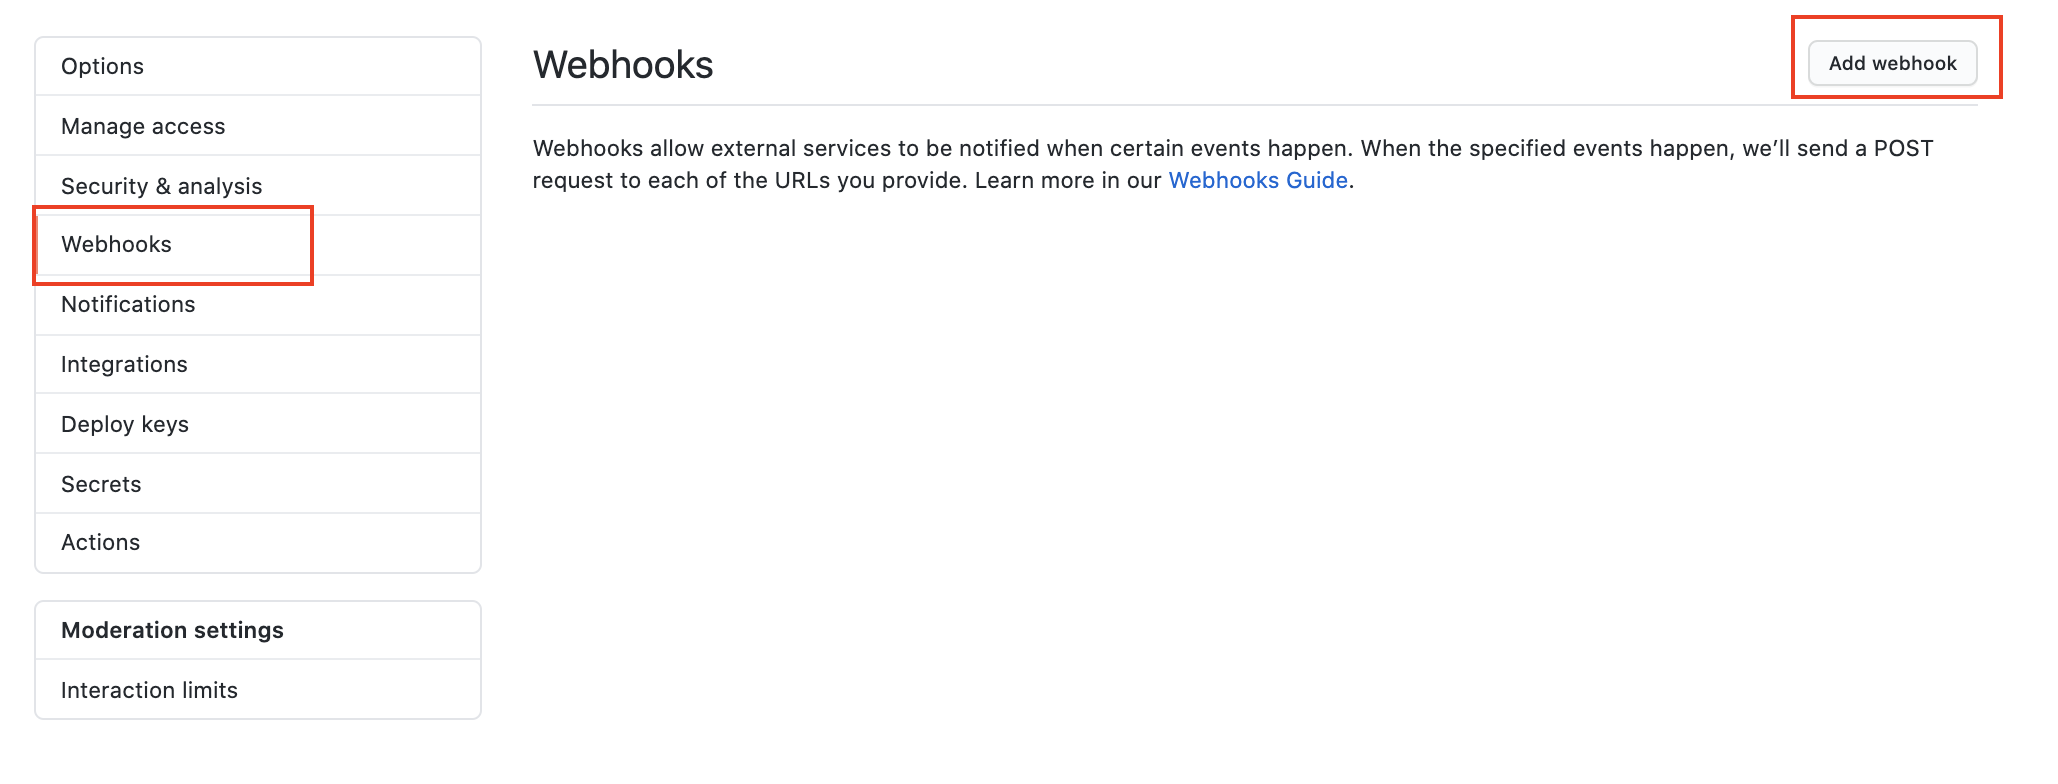 Options
Manage access
Security & analysis
Webhooks
Notifications
Integrations
Deploy keys
Secrets
Actions
Moderation settings
Interaction limits
Webhooks
Add webhook
Webhooks allow external services to be notified when certain events happen. When the specified events happen, we’ll send a POST
request to each of the URLs you provide. Learn more in our Webhooks Guide.